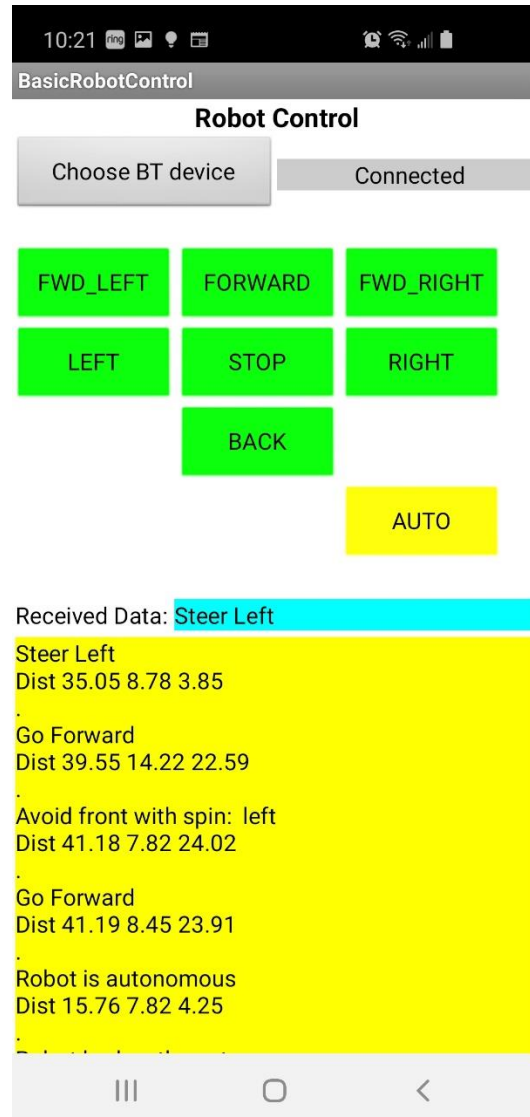 10:21 ring
BasicRobotControl
Robot Control
Choose BT device Connected
FWD_LEFT FORWARD FWD_RIGHT
LEFT STOP RIGHT
BACK
AUTO
Received Data: Steer Left
Steer Left
Dist 35.05 8.78 3.85
.
Go Forward
Dist 39.55 14.22 22.59
.
Avoid front with spin:  left
Dist 41.18 7.82 24.02
.
Go Forward
Dist 41.19 8.45 23.91
.
Robot is autonomous
Dist 15.76 7.82 4.25
.